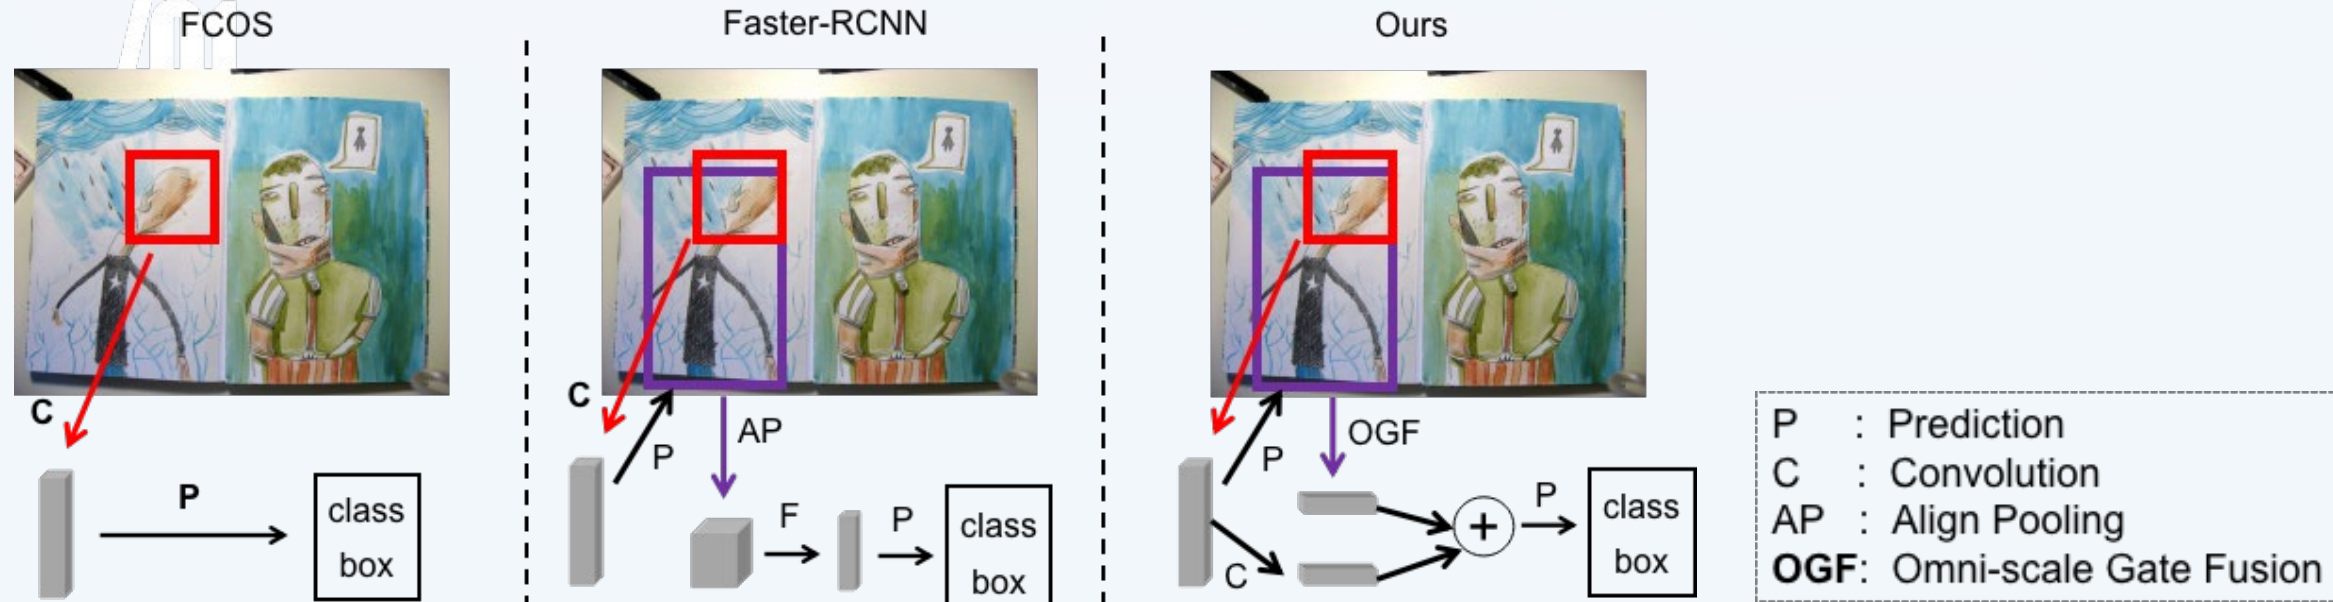 FCOS
C
P
class
box
Faster-RCNN
C
P
AP
F
P
class
box
Ours
P
OGF
C
P
class
box
P : Prediction
C : Convolution
AP : Align Pooling
OGF: Omni-scale Gate Fusion